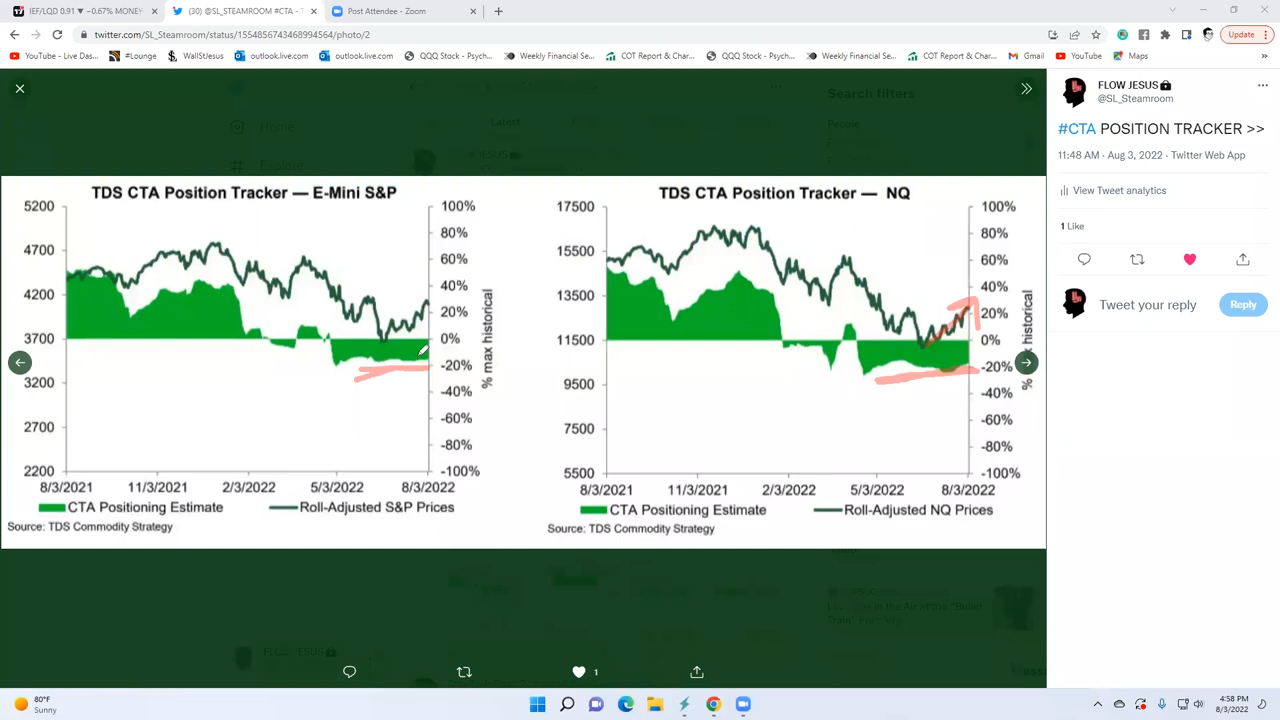 IEF/LQD 0.91 ▼ −0.67% MONEY
(30) @SL_STEAMROOM #CTA - T
Post Attendee - Zoom
twitter.com/SL_Steamroom/status/1554856743468994564/photo/2
Update
YouTube - Live Das...
#Lounge
WallStJesus
outlook.live.com
outlook.live.com
QQQ Stock - Psych...
Weekly Financial Se...
COT Report & Char...
QQQ Stock - Psych...
Weekly Financial Se...
COT Report & Char...
Gmail
YouTube
Maps
Search filters
Latest
People
Home
Explore
FLOW JESUS
@SL_Steamroom
#CTA POSITION TRACKER >>
11:48 AM · Aug 3, 2022 · Twitter Web App
View Tweet analytics
1 Like
Tweet your reply
Reply
TDS CTA Position Tracker — E-Mini S&P
5200
4700
4200
3700
3200
2700
2200
100%
80%
60%
40%
20%
0%
-20%
-40%
-60%
-80%
-100%
% max historical
8/3/2021
11/3/2021
2/3/2022
5/3/2022
8/3/2022
CTA Positioning Estimate
Roll-Adjusted S&P Prices
Source: TDS Commodity Strategy
TDS CTA Position Tracker — NQ
17500
15500
13500
11500
9500
7500
5500
100%
80%
60%
40%
20%
0%
-20%
-40%
-60%
-80%
-100%
8/3/2021
11/3/2021
2/3/2022
5/3/2022
8/3/2022
CTA Positioning Estimate
Roll-Adjusted NQ Prices
Source: TDS Commodity Strategy
FLOW JESUS
1
80°F
Sunny
4:58 PM
8/3/2022